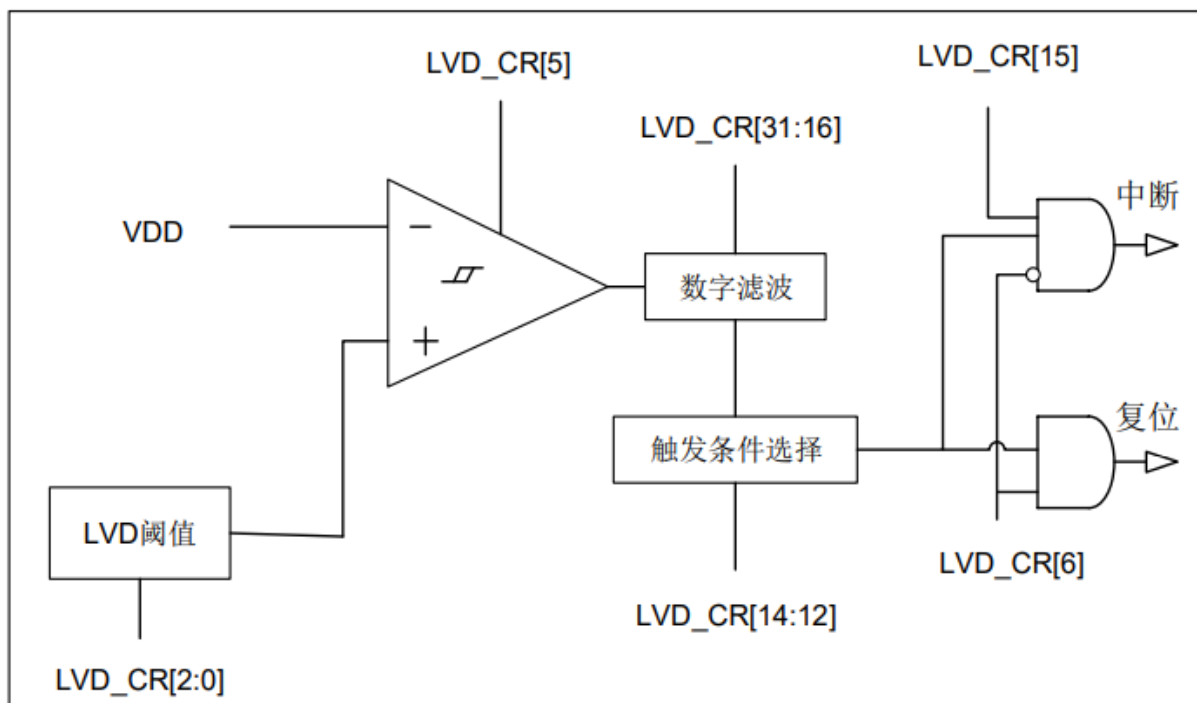 LVD_CR[5]
LVD_CR[15]
LVD_CR[31:16]
中断
VDD
−
数字滤波
+
复位
触发条件选择
LVD阈值
LVD_CR[6]
LVD_CR[14:12]
LVD_CR[2:0]